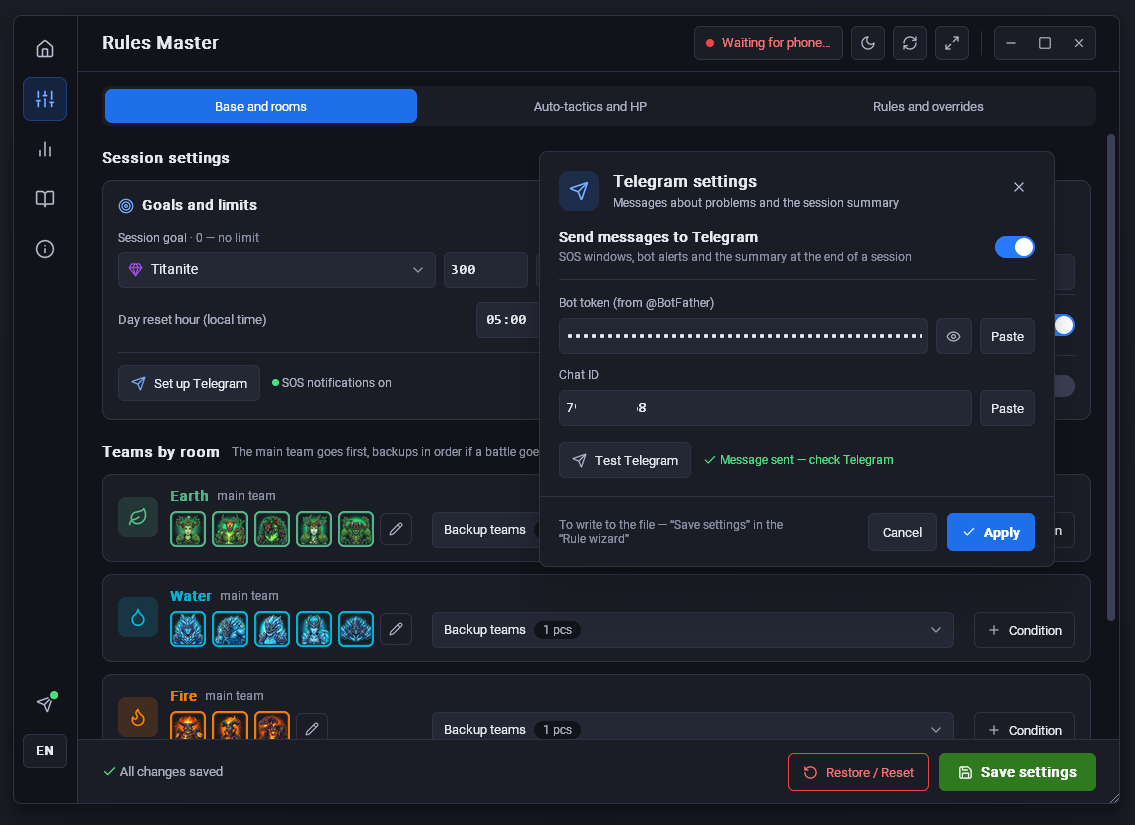 Rules Master
Waiting for phone...
Base and rooms
Auto-tactics and HP
Rules and overrides
Session settings
Goals and limits
Session goal · 0 — no limit
Titanite
300
Day reset hour (local time)
05:00
Set up Telegram
SOS notifications on
Telegram settings
Messages about problems and the session summary
Send messages to Telegram
SOS windows, bot alerts and the summary at the end of a session
Bot token (from @BotFather)
Paste
Chat ID
Paste
Test Telegram
Message sent — check Telegram
To write to the file — “Save settings” in the
“Rule wizard”
Cancel
Apply
Teams by room
The main team goes first, backups in order if a battle goe
Earth main team
Backup teams
Water main team
Backup teams 1 pcs
Condition
Fire main team
Backup teams 1 pcs
Condition
EN
All changes saved
Restore / Reset
Save settings